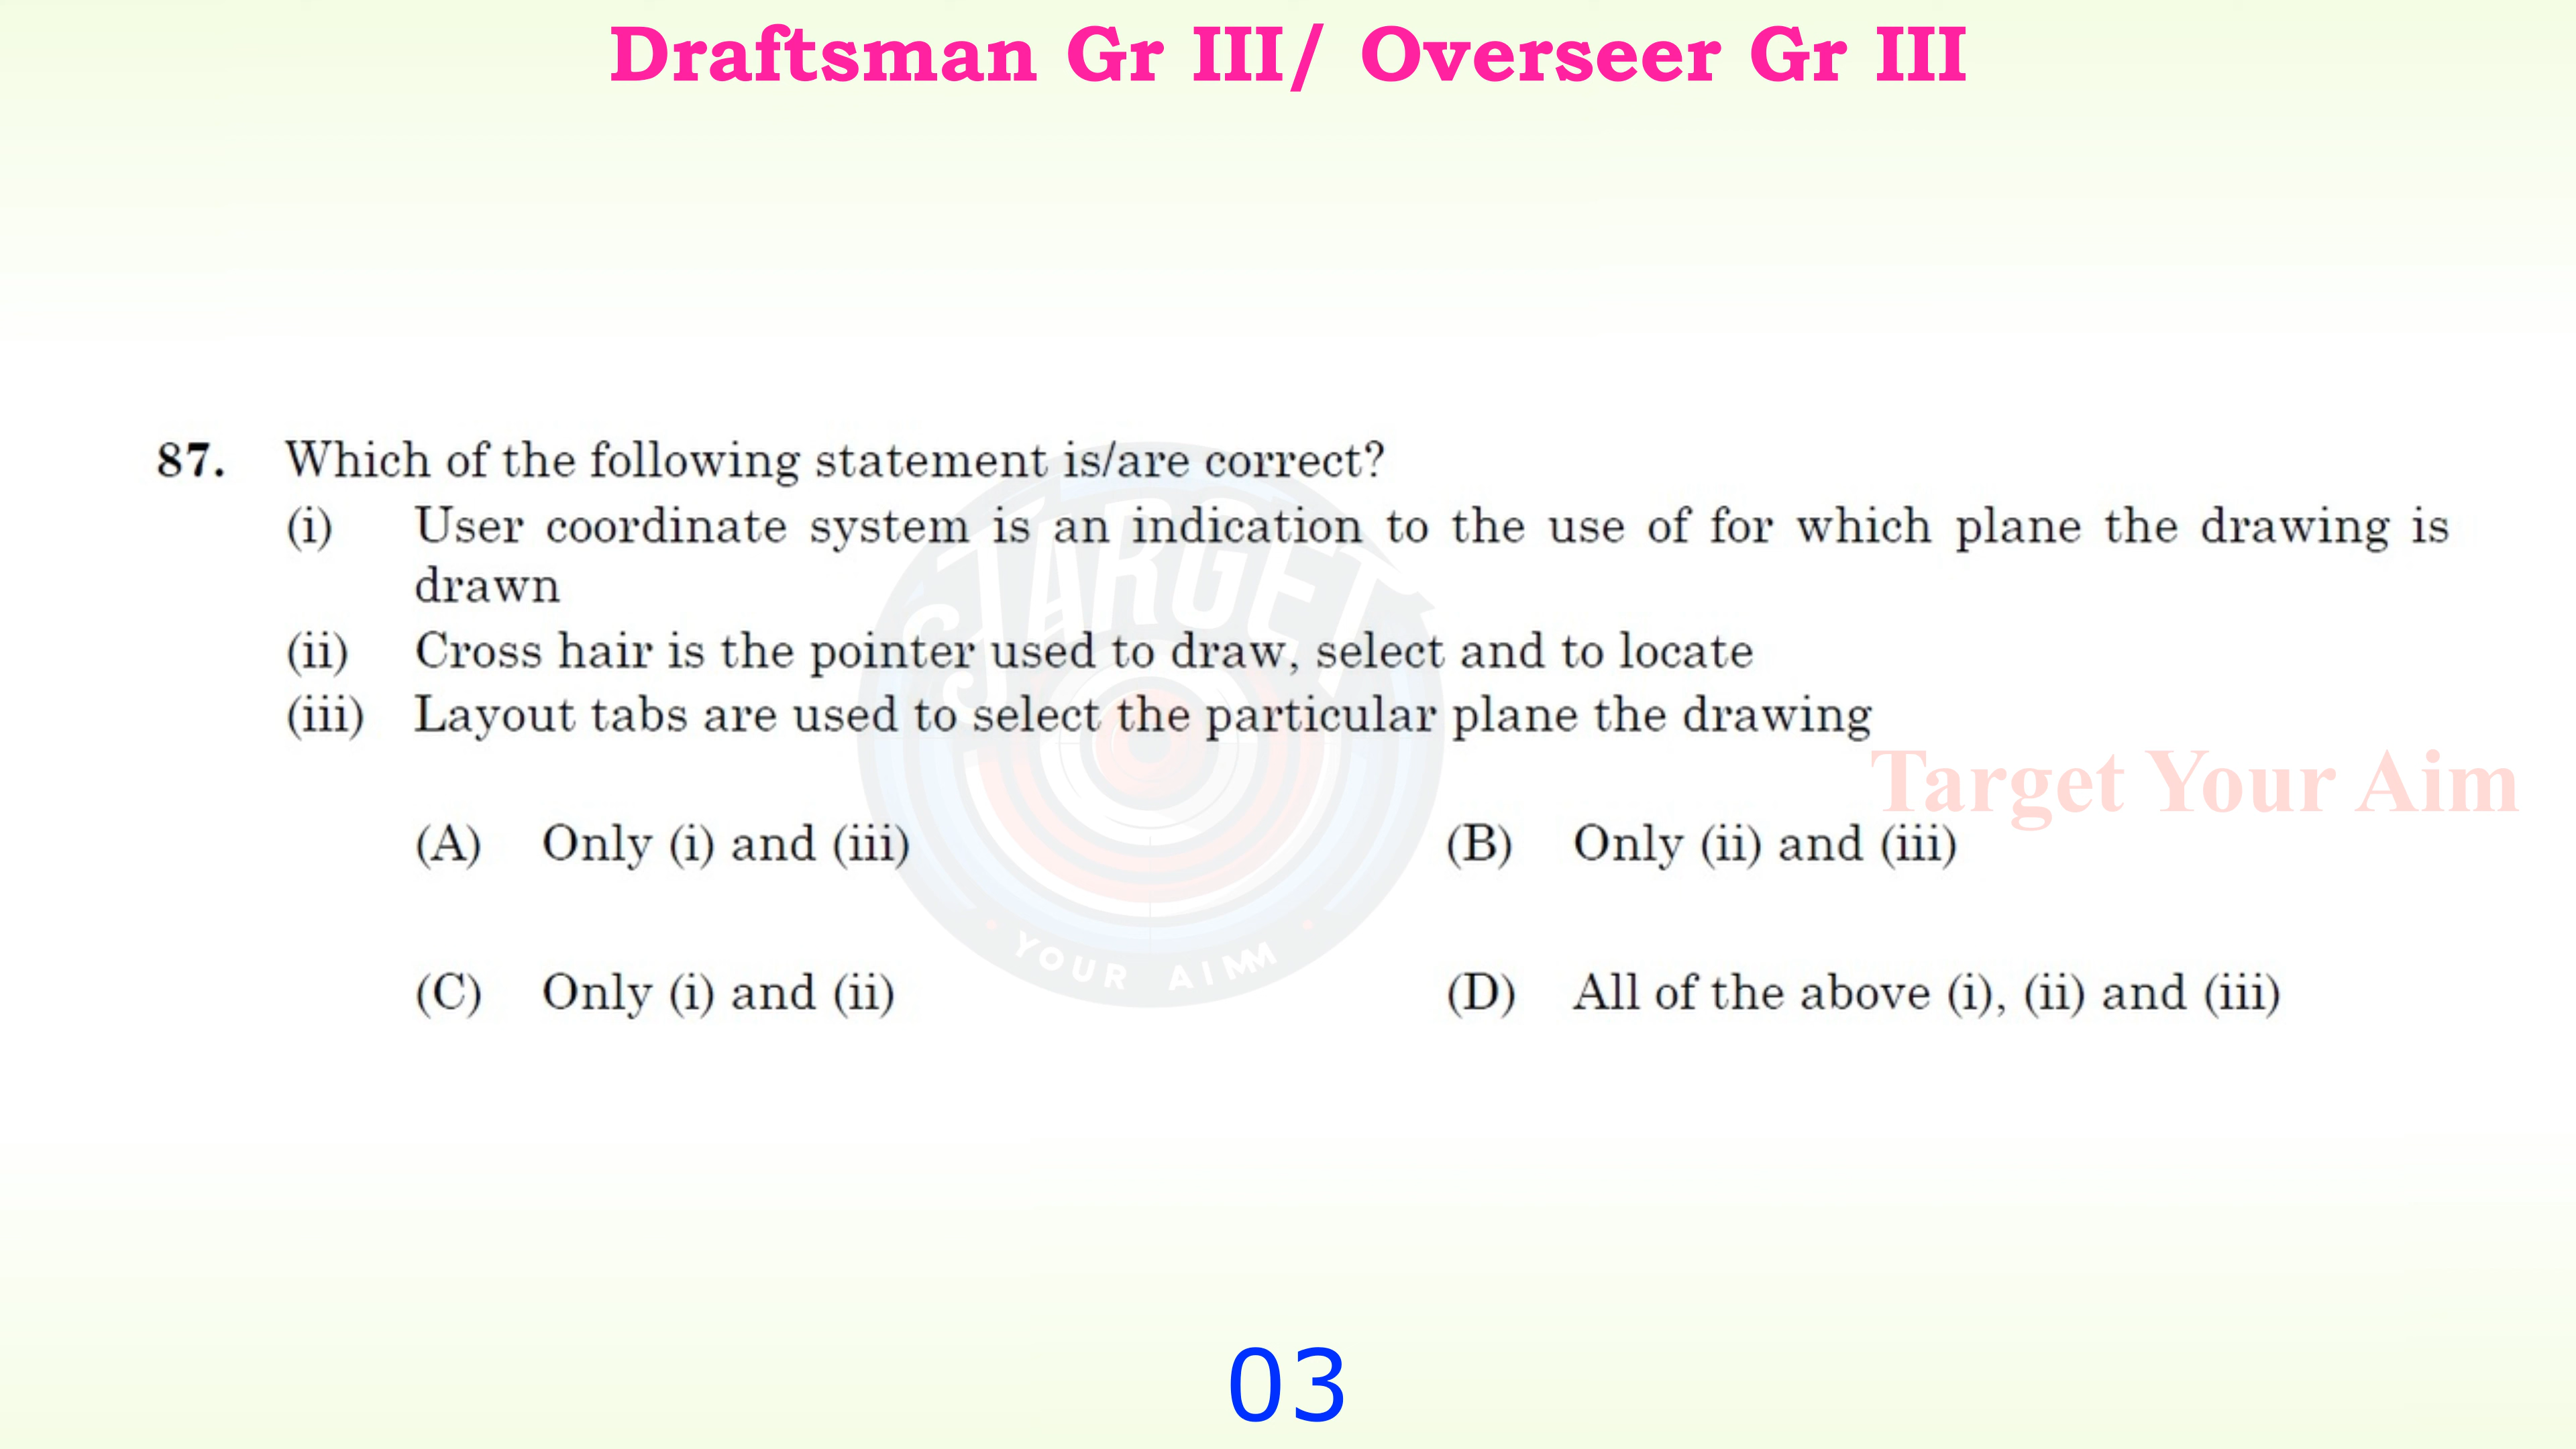 Draftsman Gr III/ Overseer Gr III
87. Which of the following statement is/are correct?
(i) User coordinate system is an indication to the use of for which plane the drawing is
drawn
(ii) Cross hair is the pointer used to draw, select and to locate
(iii) Layout tabs are used to select the particular plane the drawing
TARGET
Target Your Aim
(A) Only (i) and (iii) (B) Only (ii) and (iii)
YOUR AIM
(C) Only (i) and (ii) (D) All of the above (i), (ii) and (iii)
03